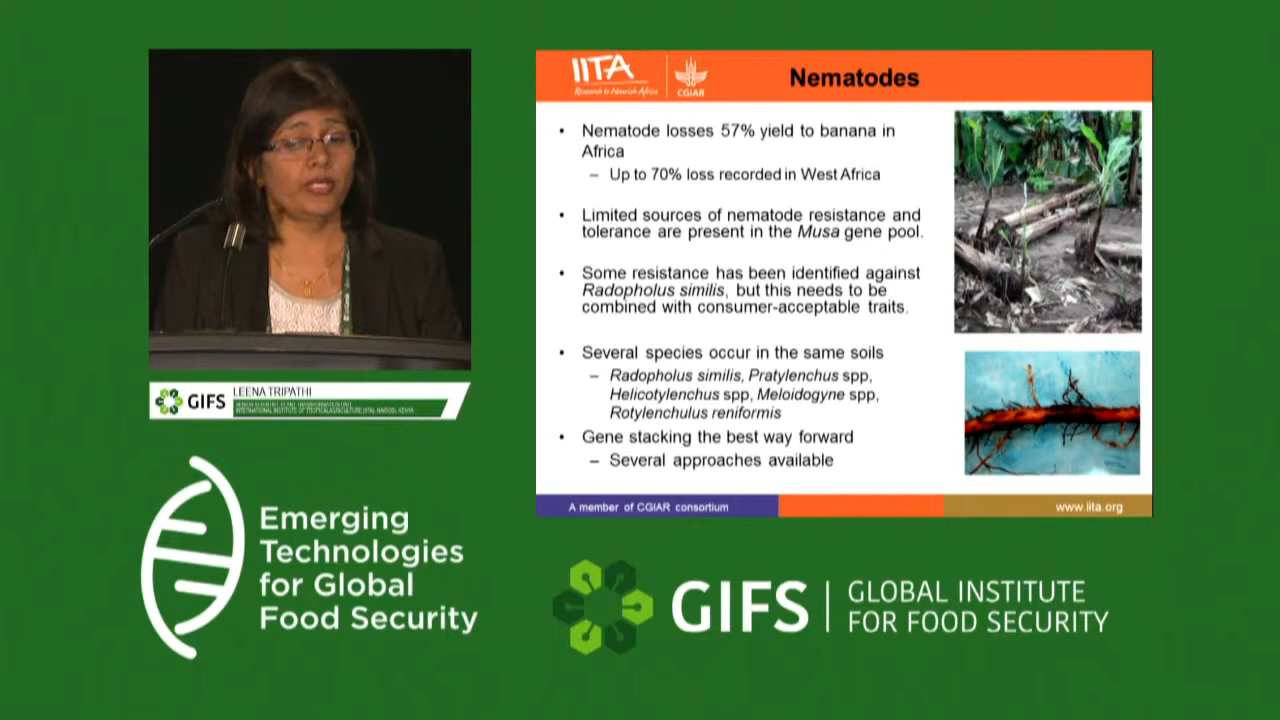 IITA
Research to Nourish Africa
CGIAR
Nematodes
• Nematode losses 57% yield to banana in
Africa
– Up to 70% loss recorded in West Africa
• Limited sources of nematode resistance and
tolerance are present in the Musa gene pool.
• Some resistance has been identified against
Radopholus similis, but this needs to be
combined with consumer-acceptable traits.
• Several species occur in the same soils
– Radopholus similis, Pratylenchus spp,
Helicotylenchus spp, Meloidogyne spp,
Rotylenchulus reniformis
• Gene stacking the best way forward
– Several approaches available
A member of CGIAR consortium
www.iita.org
GIFS
LEENA TRIPATHI
INTERNATIONAL INSTITUTE OF (IITA), NAIROBI, KENYA
Emerging
Technologies
for Global
Food Security
GIFS
GLOBAL INSTITUTE
FOR FOOD SECURITY